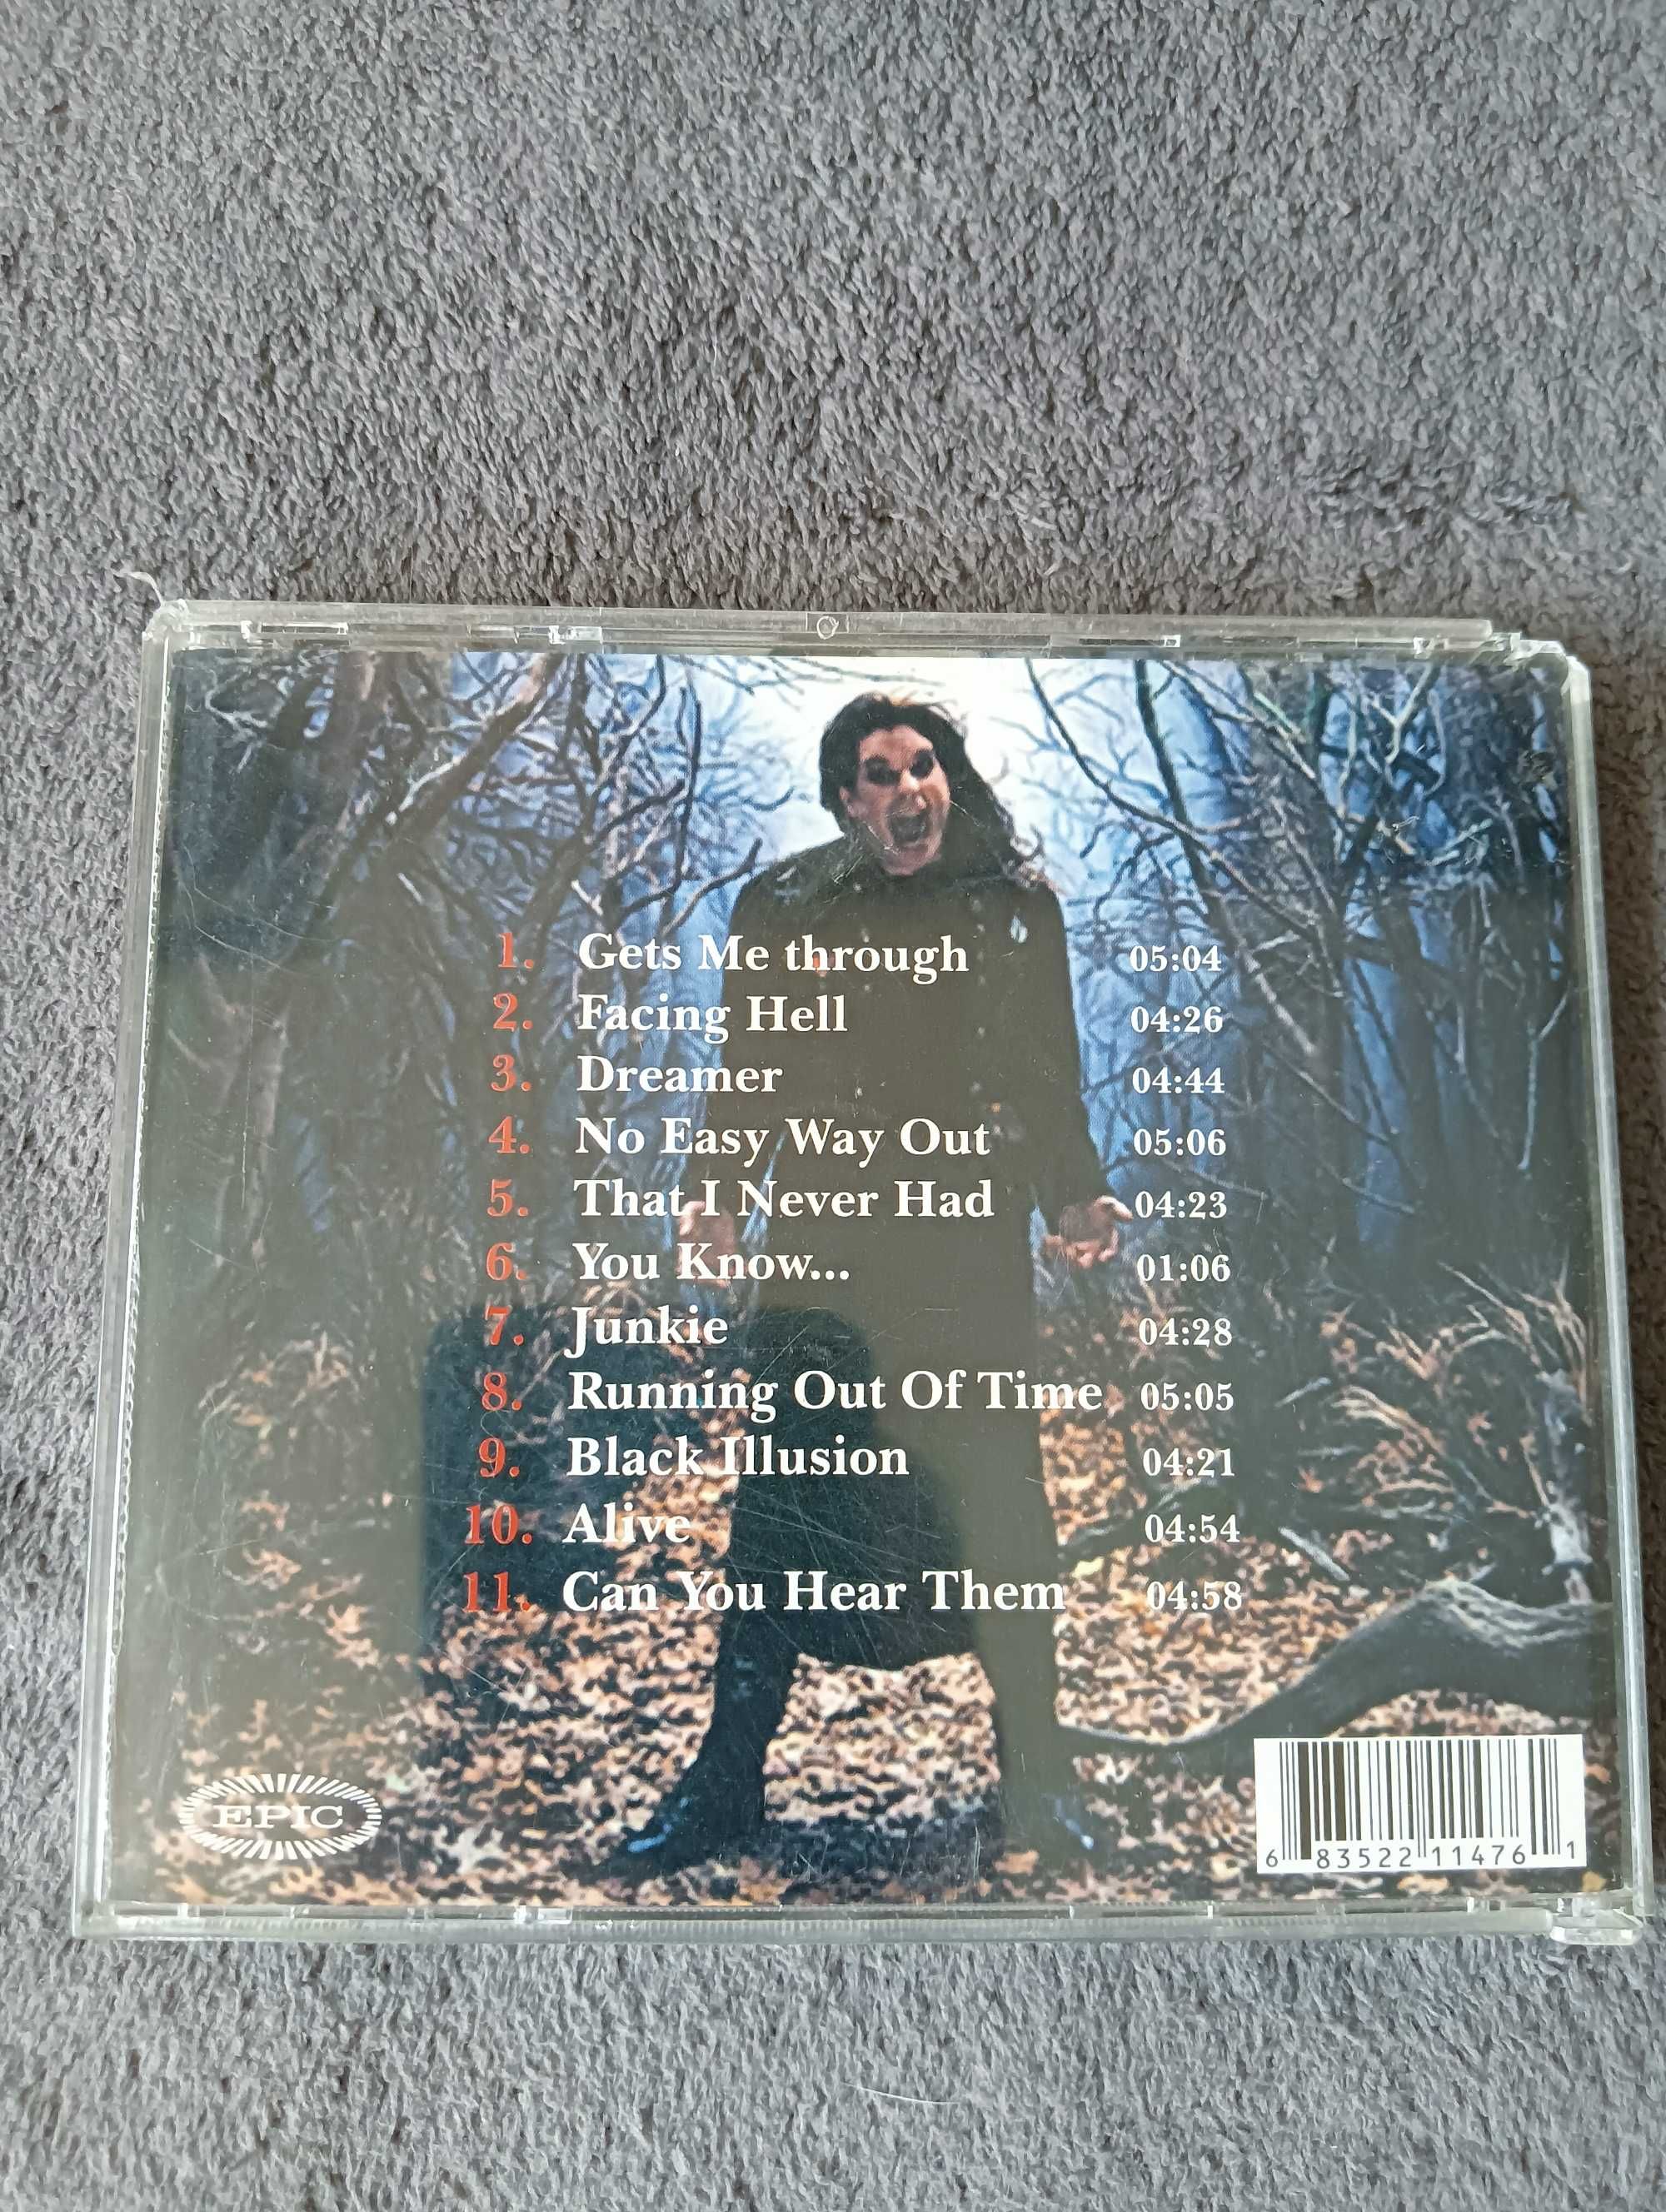 1. Gets Me through 05:04
2. Facing Hell 04:26
3. Dreamer 04:44
4. No Easy Way Out 05:06
5. That I Never Had 04:23
6. You Know... 01:06
7. Junkie 04:28
8. Running Out Of Time 05:05
9. Black Illusion 04:21
10. Alive 04:54
11. Can You Hear Them 04:58
EPIC
6 83522 11476 1